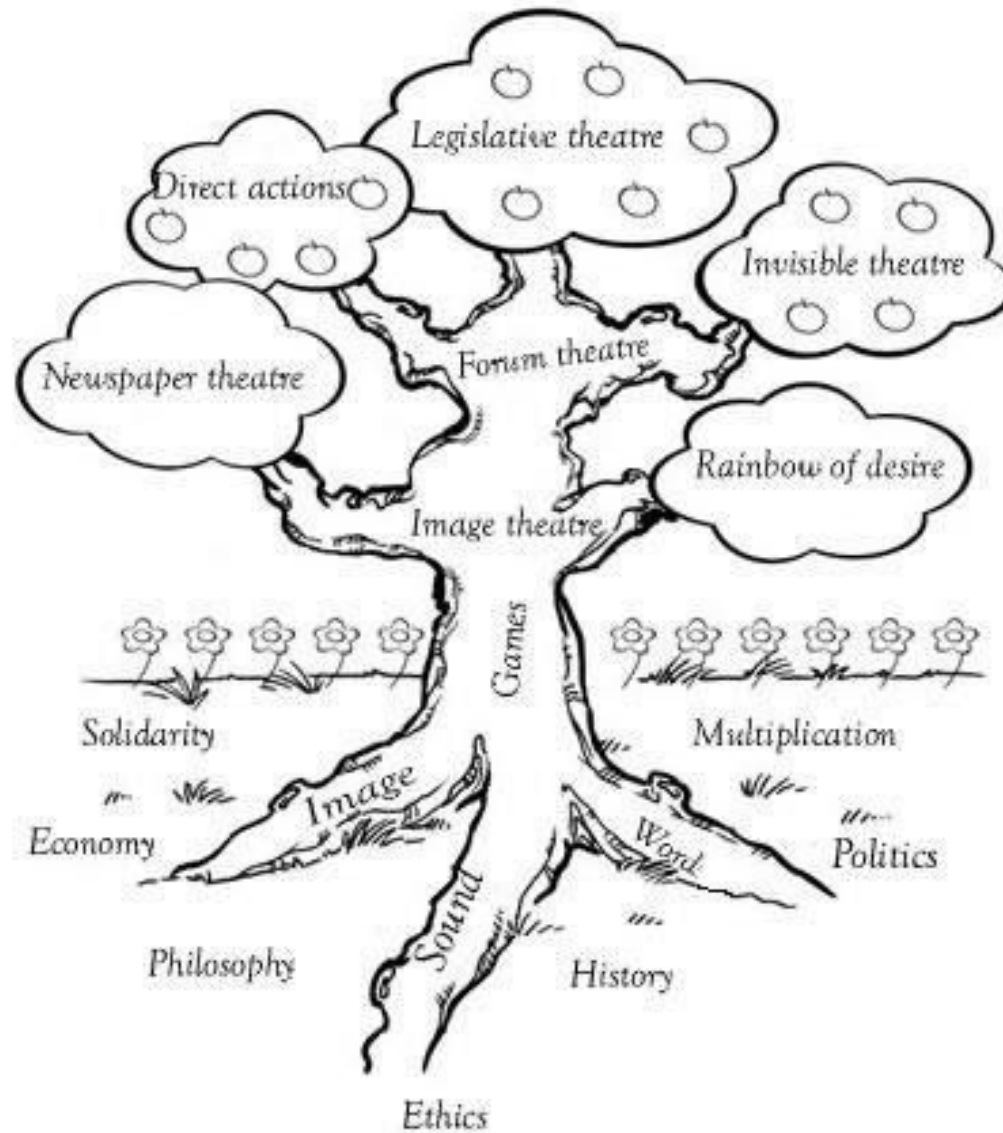 Legislative theatre
Direct actions
Invisible theatre
Forum theatre
Newspaper theatre
Rainbow of desire
Image theatre
Games
Solidarity
Multiplication
Image
Word
Economy
Politics
Sound
Philosophy
History
Ethics